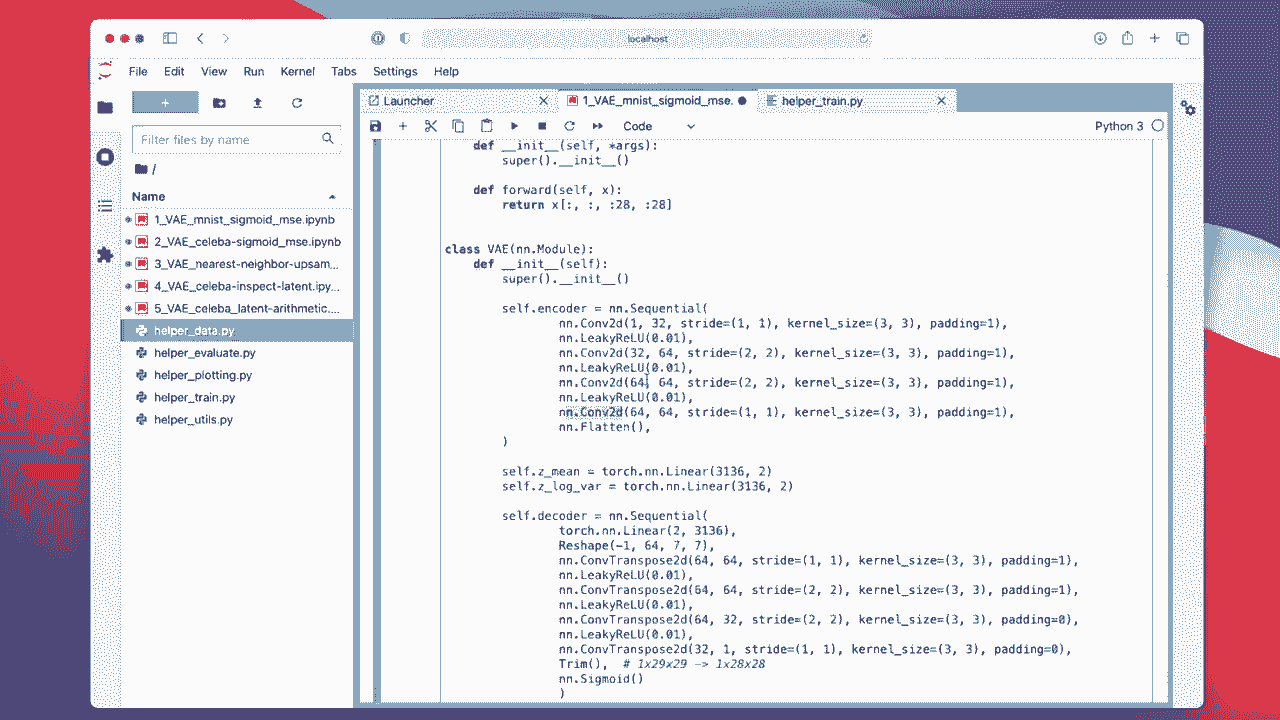 localhost
File Edit View Run Kernel Tabs Settings Help
+
Filter files by name
/
Name
1_VAE_mnist_sigmoid_mse.ipynb
2_VAE_celeba-sigmoid_mse.ipynb
3_VAE_nearest-neighbor-upsam...
4_VAE_celeba-inspect-latent.ipy...
5_VAE_celeba_latent-arithmetic....
helper_data.py
helper_evaluate.py
helper_plotting.py
helper_train.py
helper_utils.py
Launcher 1_VAE_mnist_sigmoid_mse. helper_train.py
Code Python 3
def __init__(self, *args):
super().__init__()
def forward(self, x):
return x[:, :, :28, :28]
class VAE(nn.Module):
def __init__(self):
super().__init__()
self.encoder = nn.Sequential(
nn.Conv2d(1, 32, stride=(1, 1), kernel_size=(3, 3), padding=1),
nn.LeakyReLU(0.01),
nn.Conv2d(32, 64, stride=(2, 2), kernel_size=(3, 3), padding=1),
nn.LeakyReLU(0.01),
nn.Conv2d(64, 64, stride=(2, 2), kernel_size=(3, 3), padding=1),
nn.LeakyReLU(0.01),
nn.Conv2d(64, 64, stride=(1, 1), kernel_size=(3, 3), padding=1),
nn.Flatten(),
)
self.z_mean = torch.nn.Linear(3136, 2)
self.z_log_var = torch.nn.Linear(3136, 2)
self.decoder = nn.Sequential(
torch.nn.Linear(2, 3136),
Reshape(-1, 64, 7, 7),
nn.ConvTranspose2d(64, 64, stride=(1, 1), kernel_size=(3, 3), padding=1),
nn.LeakyReLU(0.01),
nn.ConvTranspose2d(64, 64, stride=(2, 2), kernel_size=(3, 3), padding=1),
nn.LeakyReLU(0.01),
nn.ConvTranspose2d(64, 32, stride=(2, 2), kernel_size=(3, 3), padding=0),
nn.LeakyReLU(0.01),
nn.ConvTranspose2d(32, 1, stride=(1, 1), kernel_size=(3, 3), padding=0),
Trim(), # 1x29x29 -> 1x28x28
nn.Sigmoid()
)